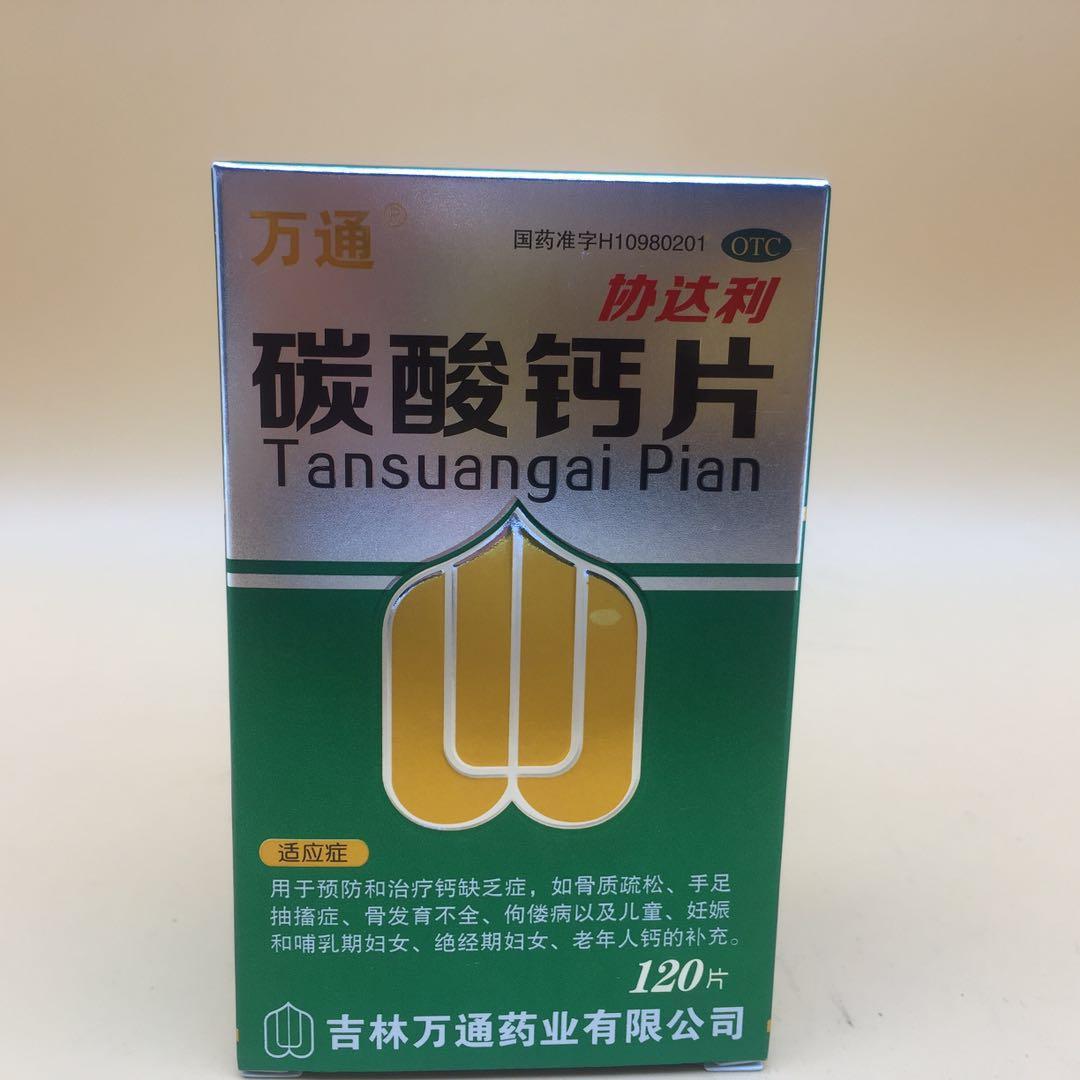 万通®
国药准字H10980201 OTC
协达利
碳酸钙片
Tansuangai Pian
适应症
用于预防和治疗钙缺乏症，如骨质疏松、手足
抽搐症、骨发育不全、佝偻病以及儿童、妊娠
和哺乳期妇女、绝经期妇女、老年人钙的补充。
120片
吉林万通药业有限公司